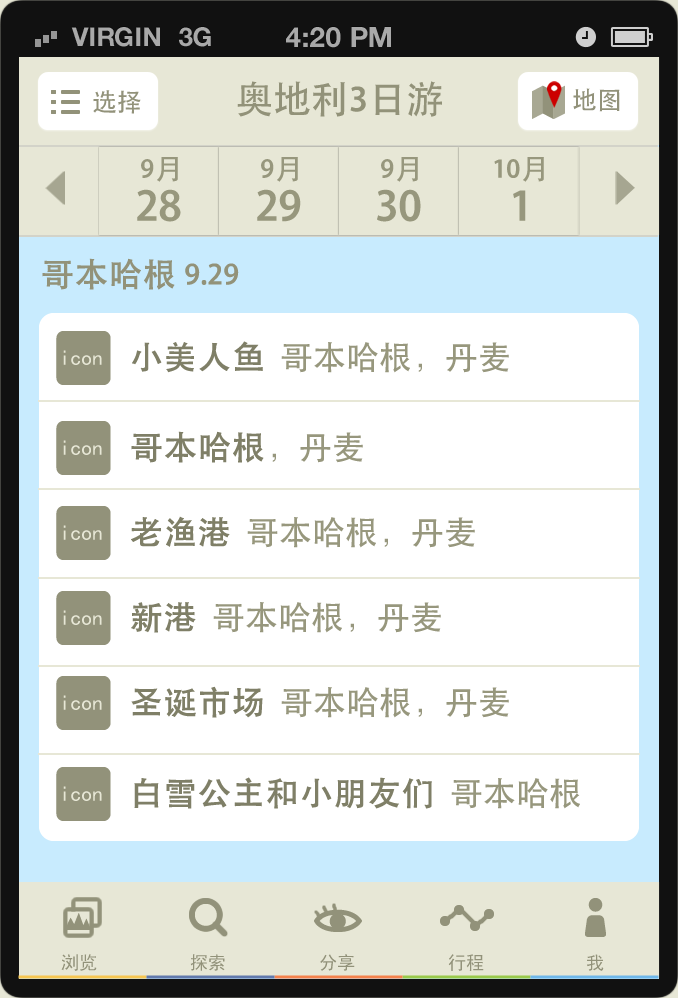 VIRGIN 3G 4:20 PM
选择 奥地利3日游 地图
9月 9月 9月 10月
28 29 30 1
哥本哈根 9.29
icon 小美人鱼 哥本哈根，丹麦
icon 哥本哈根，丹麦
icon 老渔港 哥本哈根，丹麦
icon 新港 哥本哈根，丹麦
icon 圣诞市场 哥本哈根，丹麦
icon 白雪公主和小朋友们 哥本哈根
浏览 探索 分享 行程 我